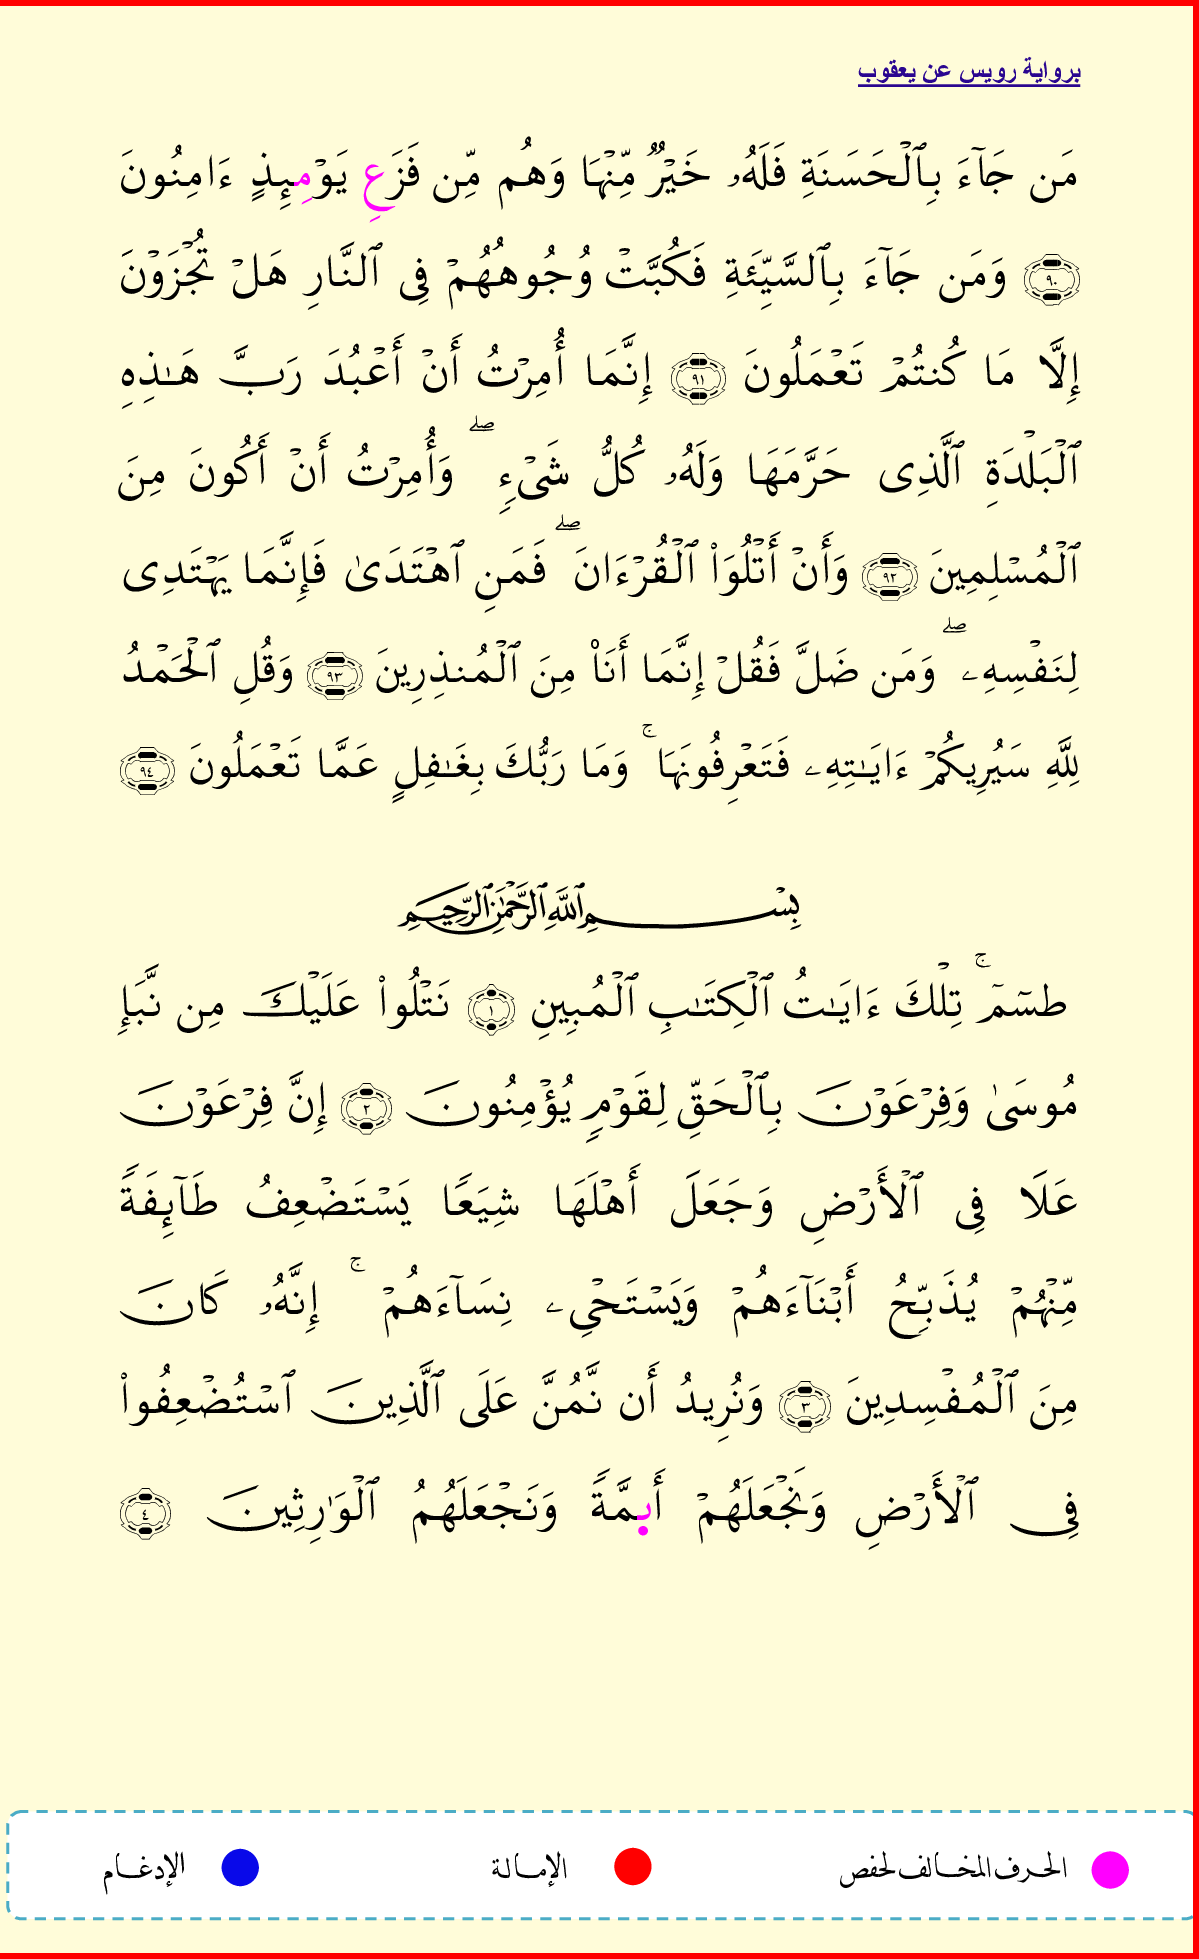 برواية رويس عن يعقوب
مَن جَآءَ بِٱلۡحَسَنَةِ فَلَهُۥ خَيۡرٞ مِّنۡهَا وَهُم مِّن فَزَعِ يَوۡمِئِذٍ ءَامِنُونَ
٩٠ وَمَن جَآءَ بِٱلسَّيِّئَةِ فَكُبَّتۡ وُجُوهُهُمۡ فِى ٱلنَّارِ هَلۡ تُجۡزَوۡنَ
إِلَّا مَا كُنتُمۡ تَعۡمَلُونَ ٩١ إِنَّمَا أُمِرۡتُ أَنۡ أَعۡبُدَ رَبَّ هَـٰذِهِ
ٱلۡبَلۡدَةِ ٱلَّذِى حَرَّمَهَا وَلَهُۥ كُلُّ شَىۡءٖۖ وَأُمِرۡتُ أَنۡ أَكُونَ مِنَ
ٱلۡمُسۡلِمِينَ ٩٢ وَأَنۡ أَتۡلُوَاْ ٱلۡقُرۡءَانَۖ فَمَنِ ٱهۡتَدَىٰ فَإِنَّمَا يَهۡتَدِى
لِنَفۡسِهِۦۖ وَمَن ضَلَّ فَقُلۡ إِنَّمَا أَنَا۠ مِنَ ٱلۡمُنذِرِينَ ٩٣ وَقُلِ ٱلۡحَمۡدُ
لِلَّهِ سَيُرِيكُمۡ ءَايَـٰتِهِۦ فَتَعۡرِفُونَهَاۚ وَمَا رَبُّكَ بِغَـٰفِلٍ عَمَّا تَعۡمَلُونَ ٩٤
بِسۡمِ ٱللَّهِ ٱلرَّحۡمَـٰنِ ٱلرَّحِيمِ
طسٓمٓۚ تِلۡكَ ءَايَـٰتُ ٱلۡكِتَـٰبِ ٱلۡمُبِينِ ١ نَتۡلُواْ عَلَيۡكَ مِن نَّبَإِ
مُوسَىٰ وَفِرۡعَوۡنَ بِٱلۡحَقِّ لِقَوۡمٖ يُؤۡمِنُونَ ٢ إِنَّ فِرۡعَوۡنَ
عَلَا فِى ٱلۡأَرۡضِ وَجَعَلَ أَهۡلَهَا شِيَعٗا يَسۡتَضۡعِفُ طَآئِفَةٗ
مِّنۡهُمۡ يُذَبِّحُ أَبۡنَآءَهُمۡ وَيَسۡتَحۡىِۦ نِسَآءَهُمۡۚ إِنَّهُۥ كَانَ
مِنَ ٱلۡمُفۡسِدِينَ ٣ وَنُرِيدُ أَن نَّمُنَّ عَلَى ٱلَّذِينَ ٱسۡتُضۡعِفُواْ
فِى ٱلۡأَرۡضِ وَنَجۡعَلَهُمۡ أَىِٕمَّةٗ وَنَجۡعَلَهُمُ ٱلۡوَٰرِثِينَ ٤
الحرف المخالف لحفص الإمالة الإدغام